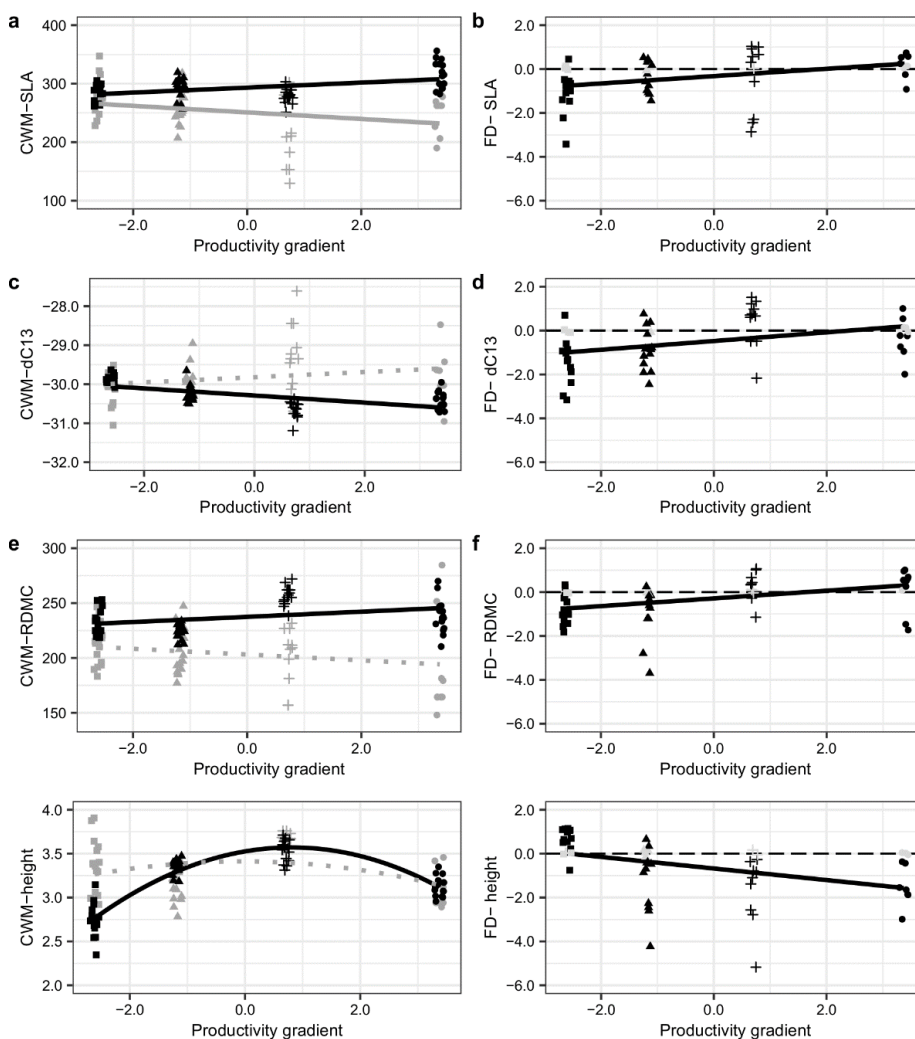 a
400
300
200
100
CWM−SLA
−2.0 0.0 2.0
Productivity gradient
b
2.0
0.0
−2.0
−4.0
−6.0
FD− SLA
−2.0 0.0 2.0
Productivity gradient
c
−28.0
−29.0
−30.0
−31.0
−32.0
CWM−dC13
−2.0 0.0 2.0
Productivity gradient
d
2.0
0.0
−2.0
−4.0
−6.0
FD− dC13
−2.0 0.0 2.0
Productivity gradient
e
300
250
200
150
CWM−RDMC
−2.0 0.0 2.0
Productivity gradient
f
2.0
0.0
−2.0
−4.0
−6.0
FD− RDMC
−2.0 0.0 2.0
Productivity gradient
4.0
3.5
3.0
2.5
2.0
CWM−height
−2.0 0.0 2.0
Productivity gradient
2.0
0.0
−2.0
−4.0
−6.0
FD− height
−2.0 0.0 2.0
Productivity gradient